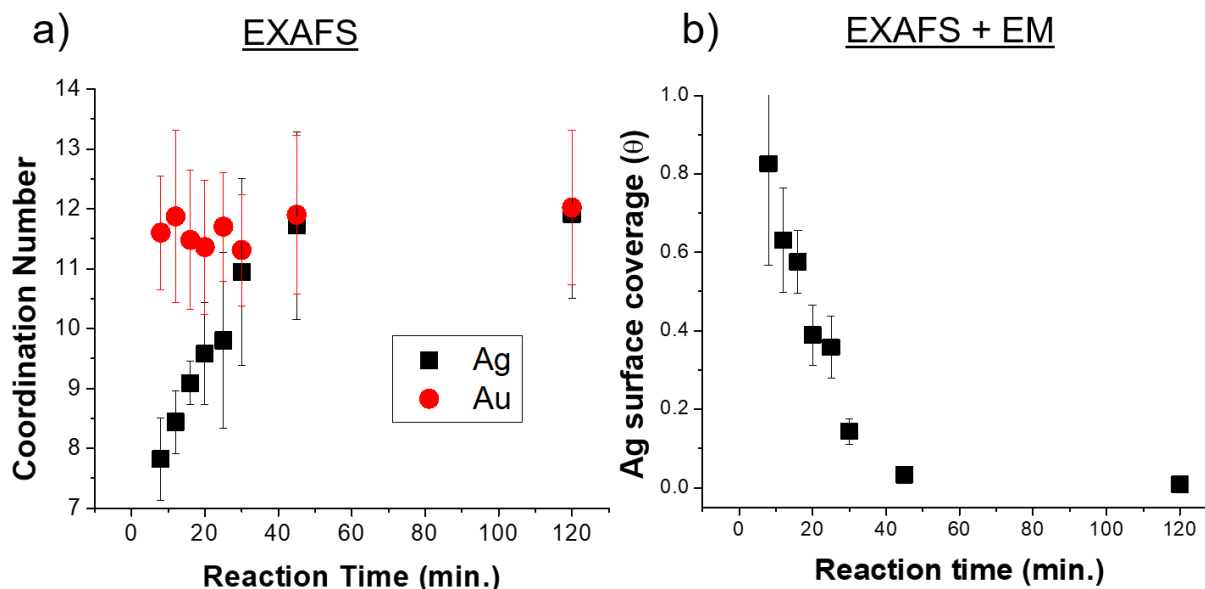 a)
EXAFS
14
13
12
11
10
9
8
7
0
20
40
60
80
100
120
Coordination Number
Reaction Time (min.)
Ag
Au
b)
EXAFS + EM
1.0
0.8
0.6
0.4
0.2
0.0
0
20
40
60
80
100
120
Ag surface coverage (θ)
Reaction time (min.)